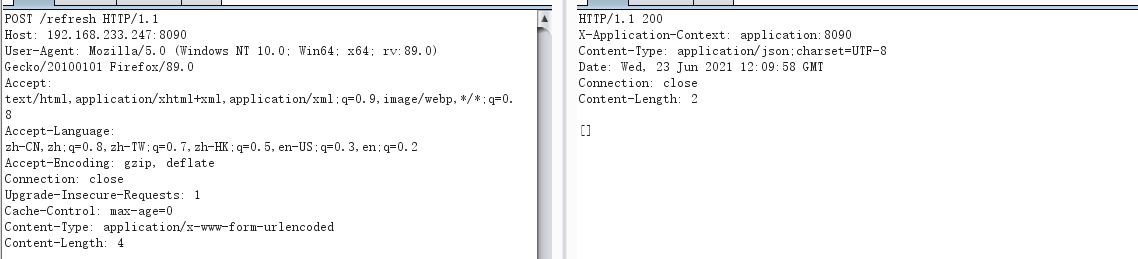 POST /refresh HTTP/1.1
Host: 192.168.233.247:8090
User-Agent: Mozilla/5.0 (Windows NT 10.0; Win64; x64; rv:89.0)
Gecko/20100101 Firefox/89.0
Accept:
text/html,application/xhtml+xml,application/xml;q=0.9,image/webp,*/*;q=0.
8
Accept-Language:
zh-CN,zh;q=0.8,zh-TW;q=0.7,zh-HK;q=0.5,en-US;q=0.3,en;q=0.2
Accept-Encoding: gzip, deflate
Connection: close
Upgrade-Insecure-Requests: 1
Cache-Control: max-age=0
Content-Type: application/x-www-form-urlencoded
Content-Length: 4
HTTP/1.1 200
X-Application-Context: application:8090
Content-Type: application/json;charset=UTF-8
Date: Wed, 23 Jun 2021 12:09:58 GMT
Connection: close
Content-Length: 2
[]